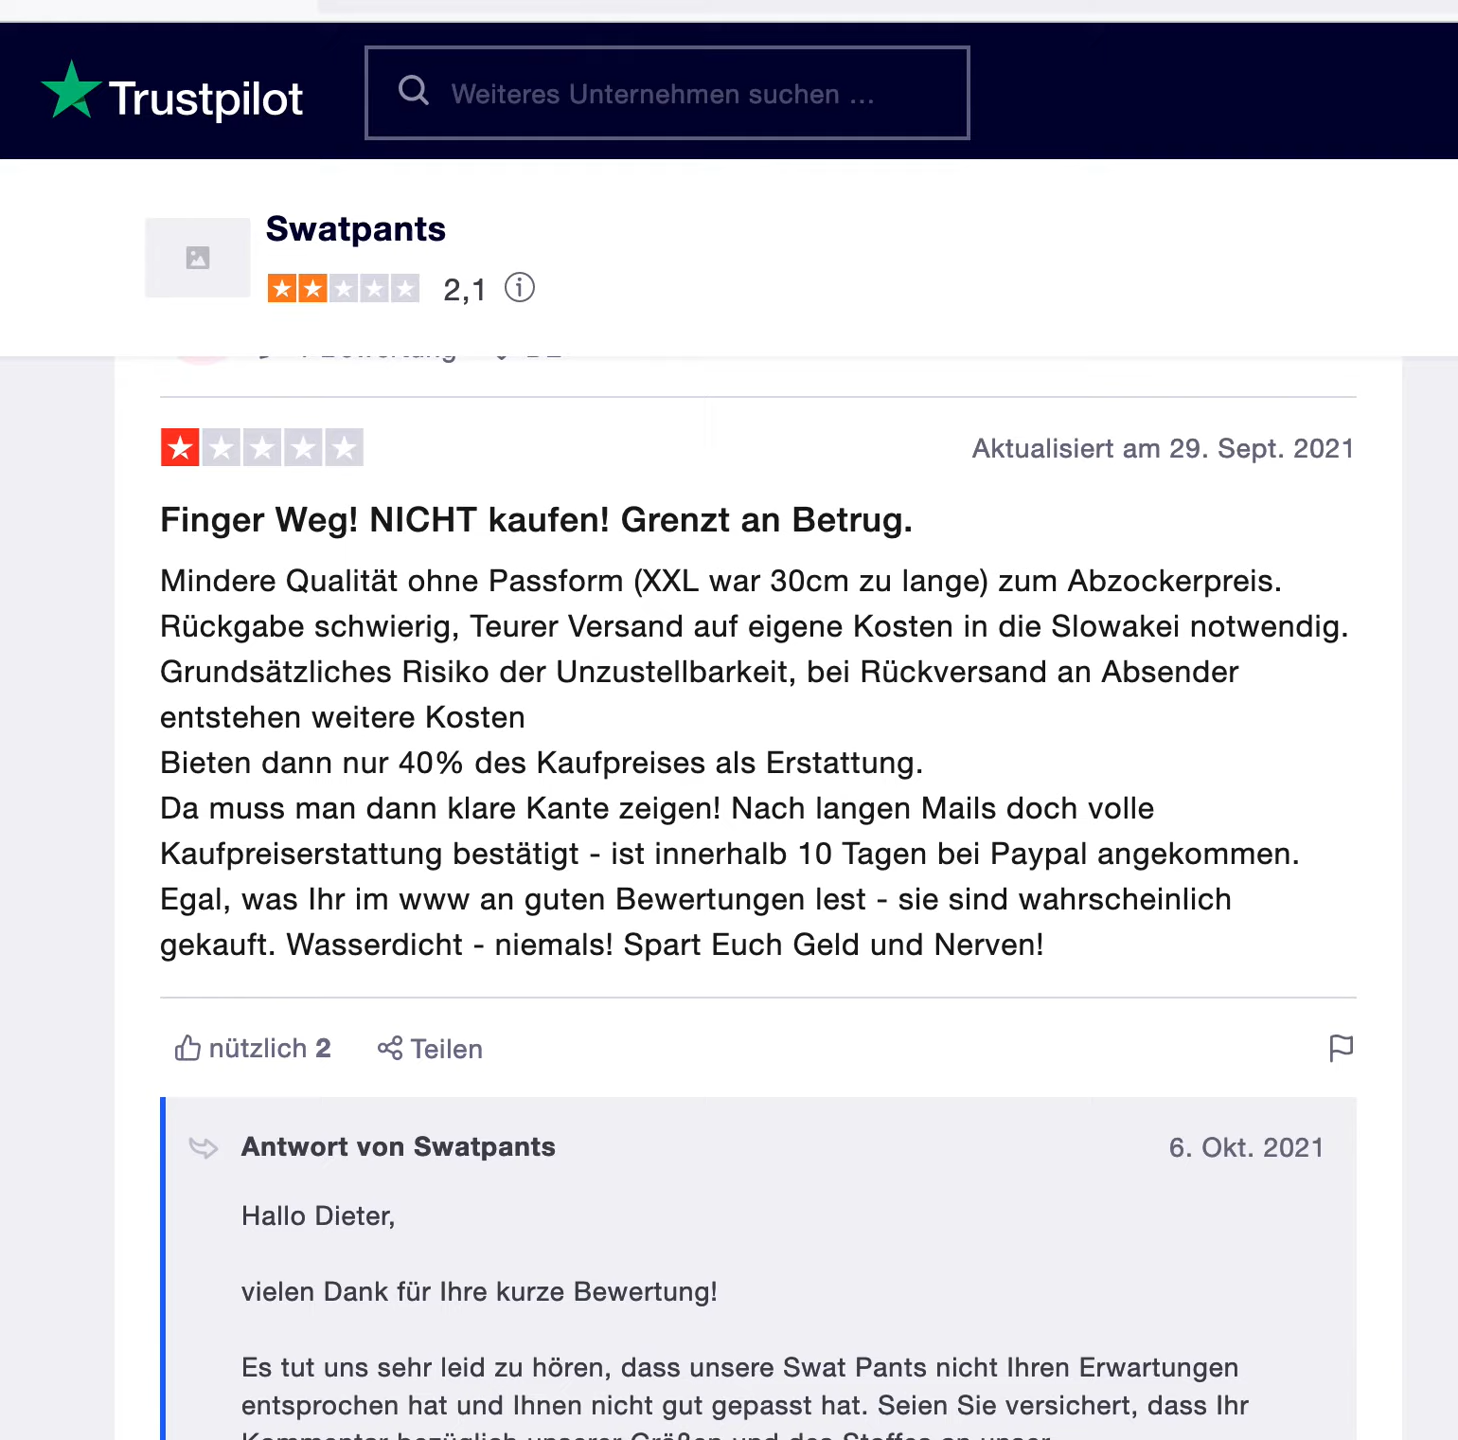 Trustpilot
Weiteres Unternehmen suchen ...
Swatpants
2,1
Aktualisiert am 29. Sept. 2021
Finger Weg! NICHT kaufen! Grenzt an Betrug.
Mindere Qualität ohne Passform (XXL war 30cm zu lange) zum Abzockerpreis.
Rückgabe schwierig, Teurer Versand auf eigene Kosten in die Slowakei notwendig.
Grundsätzliches Risiko der Unzustellbarkeit, bei Rückversand an Absender
entstehen weitere Kosten
Bieten dann nur 40% des Kaufpreises als Erstattung.
Da muss man dann klare Kante zeigen! Nach langen Mails doch volle
Kaufpreiserstattung bestätigt - ist innerhalb 10 Tagen bei Paypal angekommen.
Egal, was Ihr im www an guten Bewertungen lest - sie sind wahrscheinlich
gekauft. Wasserdicht - niemals! Spart Euch Geld und Nerven!
nützlich 2
Teilen
Antwort von Swatpants
6. Okt. 2021
Hallo Dieter,
vielen Dank für Ihre kurze Bewertung!
Es tut uns sehr leid zu hören, dass unsere Swat Pants nicht Ihren Erwartungen
entsprochen hat und Ihnen nicht gut gepasst hat. Seien Sie versichert, dass Ihr